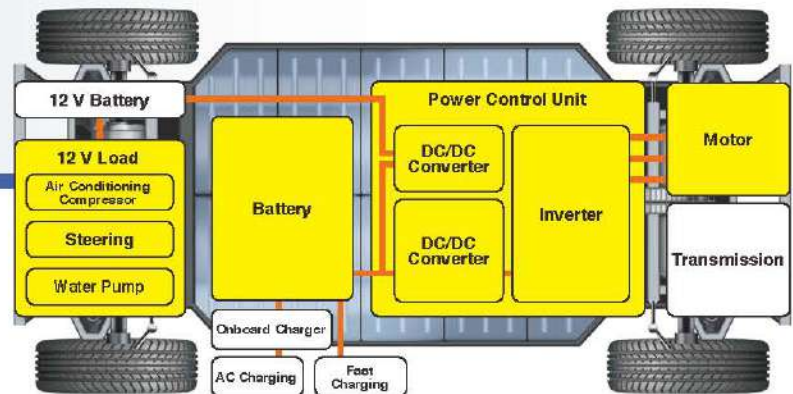 12 V Battery
12 V Load
Air Conditioning
Compressor
Steering
Water Pump
Battery
Onboard Charger
AC Charging
Fast
Charging
Power Control Unit
DC/DC
Converter
DC/DC
Converter
Inverter
Motor
Transmission